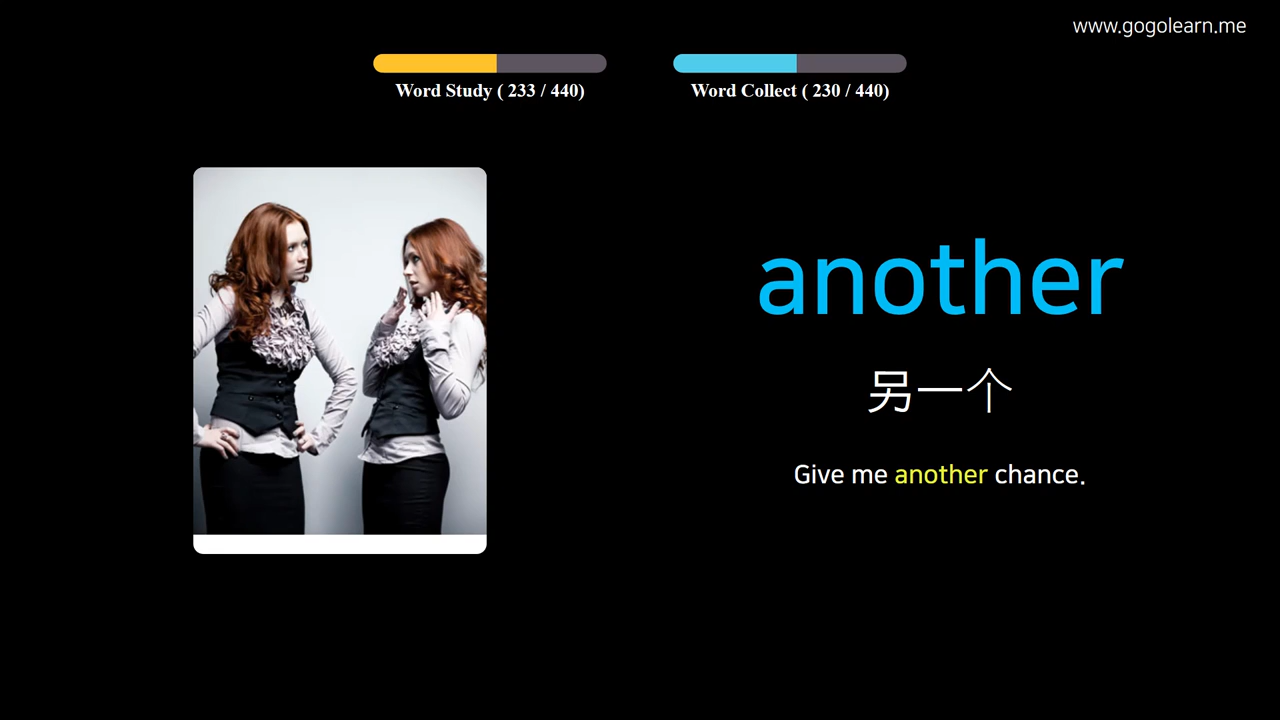 www.gogolearn.me
Word Study ( 233 / 440)
Word Collect ( 230 / 440)
another
另一个
Give me another chance.